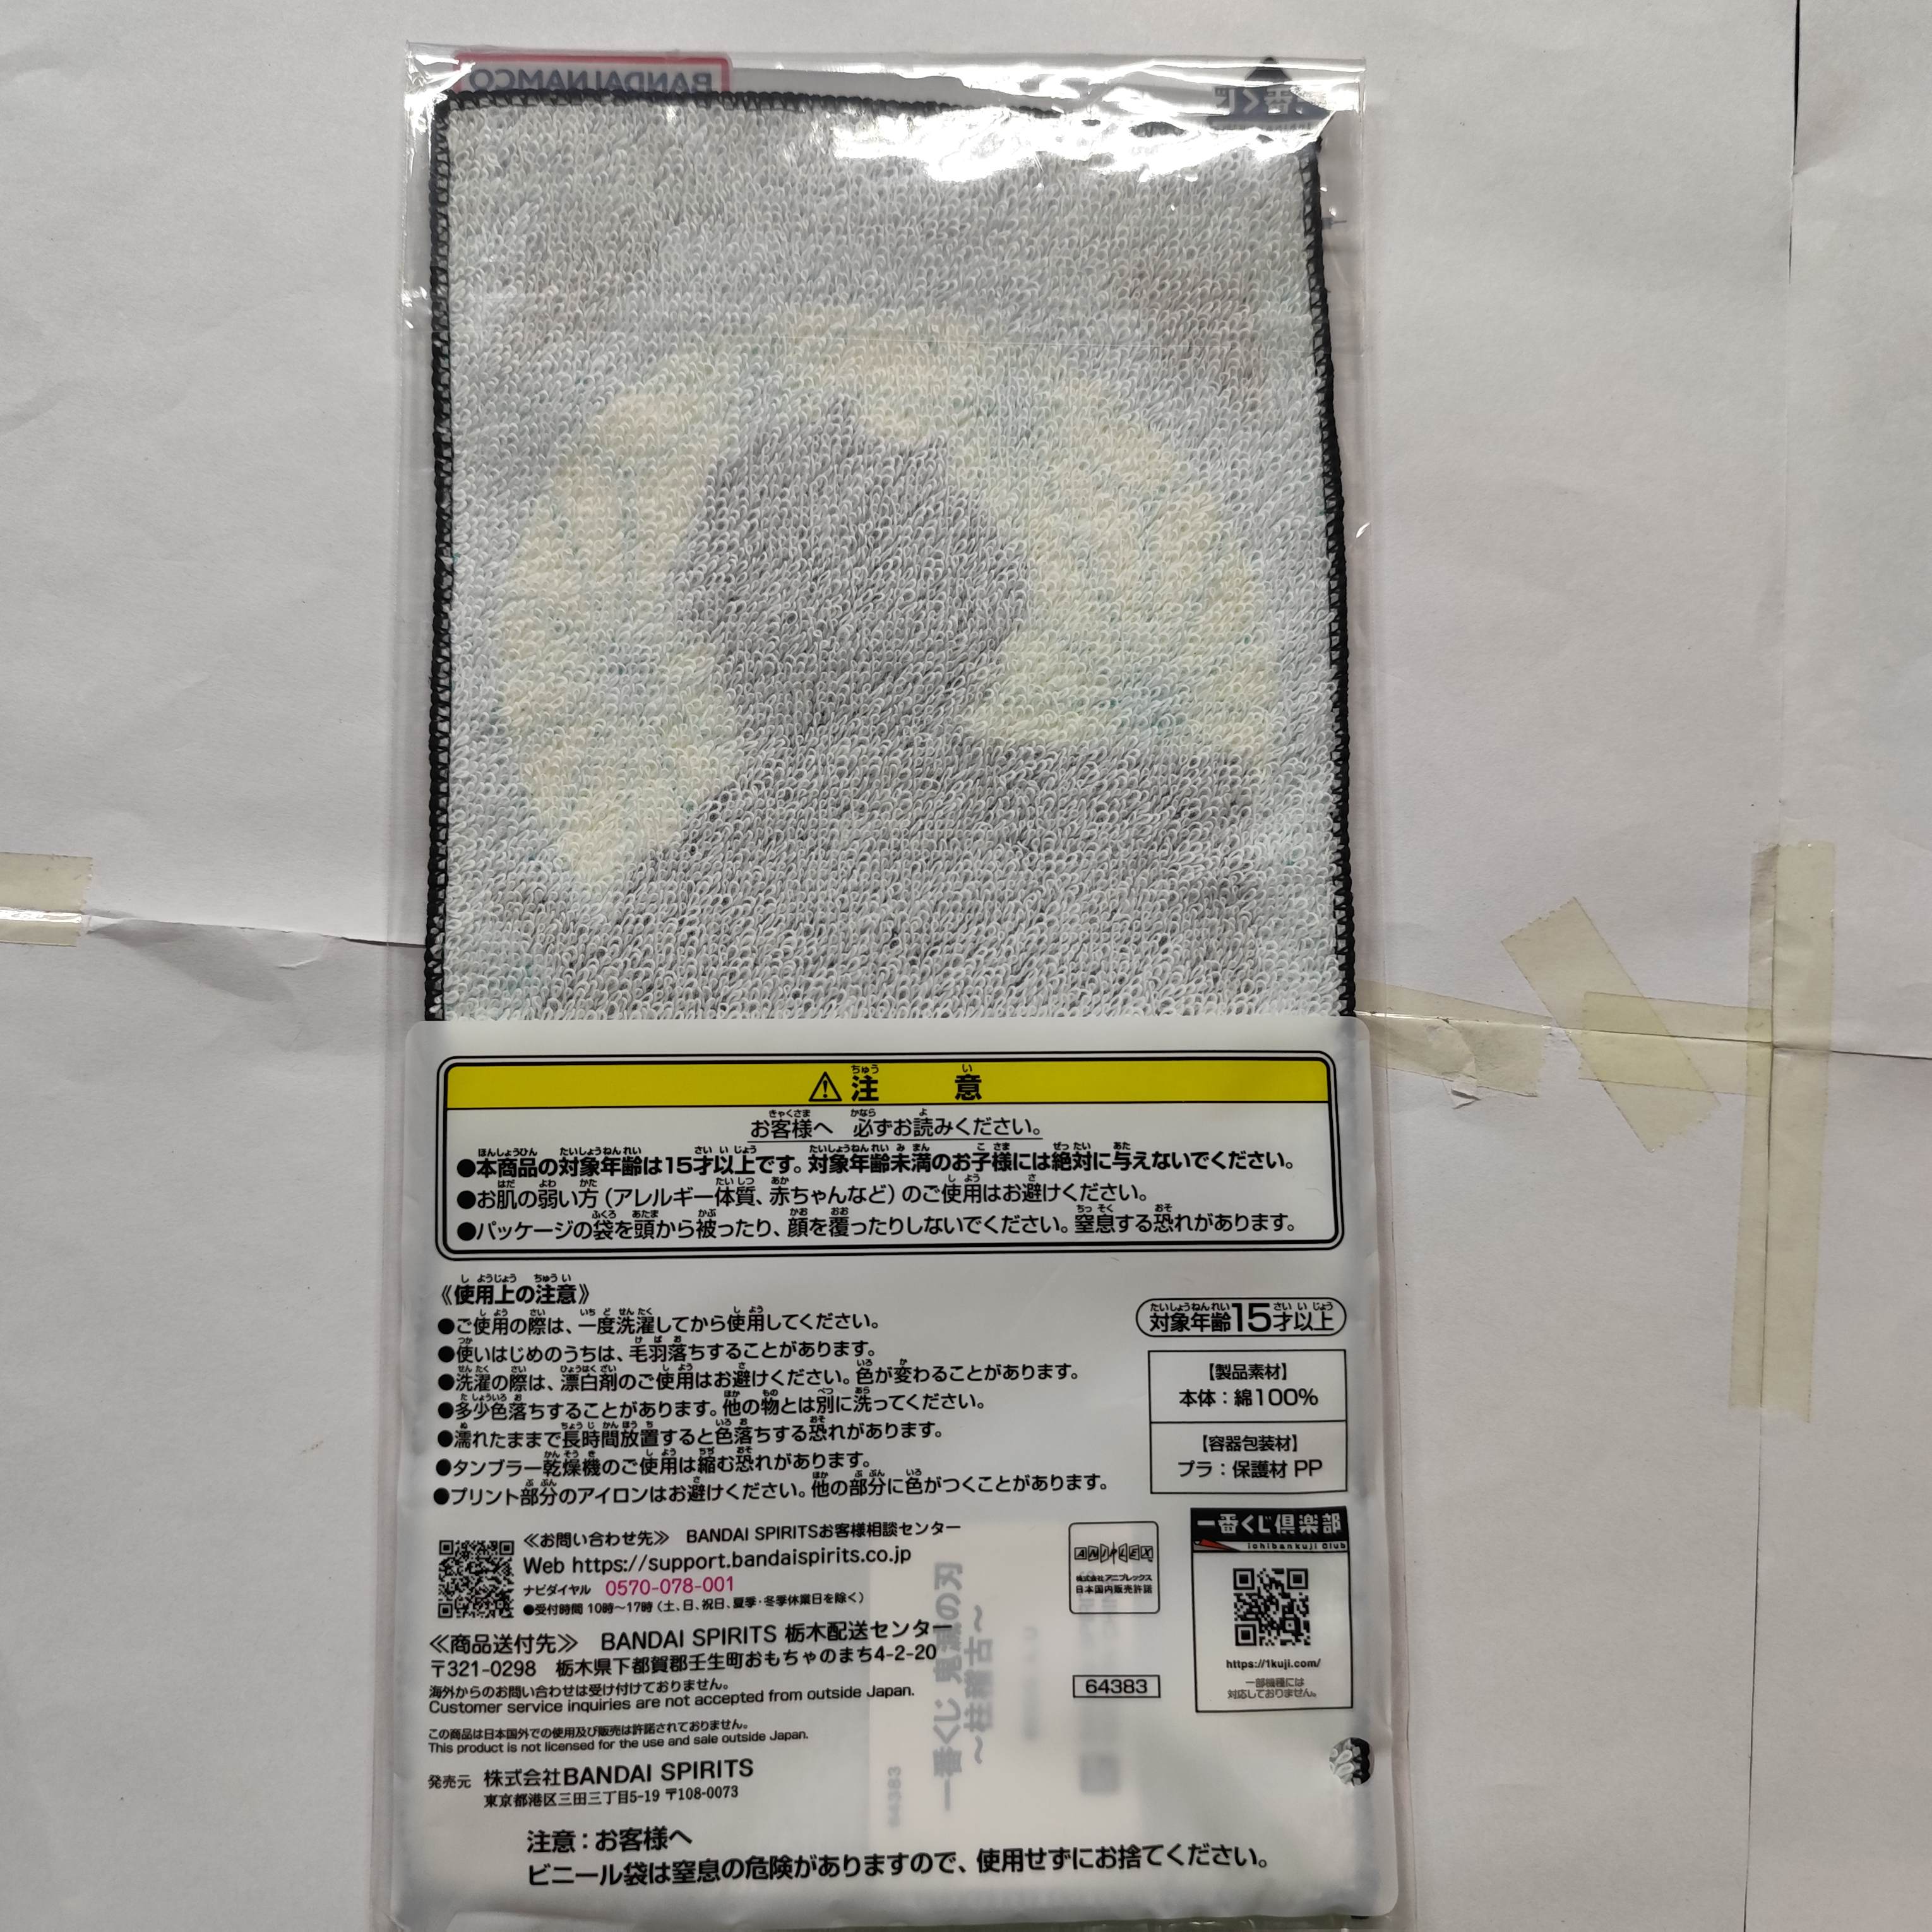 BANDAI NAMCO
一番くじ
注意
お客様へ 必ずお読みください。
●本商品の対象年齢は15才以上です。対象年齢未満のお子様には絶対に与えないでください。
●お肌の弱い方(アレルギー体質、赤ちゃんなど)のご使用はお避けください。
●パッケージの袋を頭から被ったり、顔を覆ったりしないでください。窒息する恐れがあります。
《使用上の注意》
●ご使用の際は、一度洗濯してから使用してください。
●使いはじめのうちは、毛羽落ちすることがあります。
●洗濯の際は、漂白剤のご使用はお避けください。色が変わることがあります。
●多少色落ちすることがあります。他の物とは別に洗ってください。
●濡れたままで長時間放置すると色落ちする恐れがあります。
●タンブラー乾燥機のご使用は縮む恐れがあります。
●プリント部分のアイロンはお避けください。他の部分に色がつくことがあります。
対象年齢15才以上
【製品素材】
本体:綿100%
【容器包装材】
プラ:保護材 PP
≪お問い合わせ先≫ BANDAI SPIRITSお客様相談センター
Web https://support.bandaispirits.co.jp
ナビダイヤル 0570-078-001
●受付時間 10時~17時(土、日、祝日、夏季・冬季休業日を除く)
≪商品送付先≫ BANDAI SPIRITS 栃木配送センター
〒321-0298 栃木県下都賀郡壬生町おもちゃのまち4-2-20
海外からのお問い合わせは受け付けておりません。
Customer service inquiries are not accepted from outside Japan.
この商品は日本国外での使用及び販売は許諾されておりません。
This product is not licensed for the use and sale outside Japan.
発売元 株式会社BANDAI SPIRITS
東京都港区三田三丁目5-19 〒108-0073
ANIPLEX
株式会社アニプレックス
日本国内販売許諾
64383
一番くじ倶楽部
ichibankuji Club
https://1kuji.com/
一部機種には
対応しておりません。
一番くじ 鬼滅の刃
~柱稽古~
64383
注意:お客様へ
ビニール袋は窒息の危険がありますので、使用せずにお捨てください。